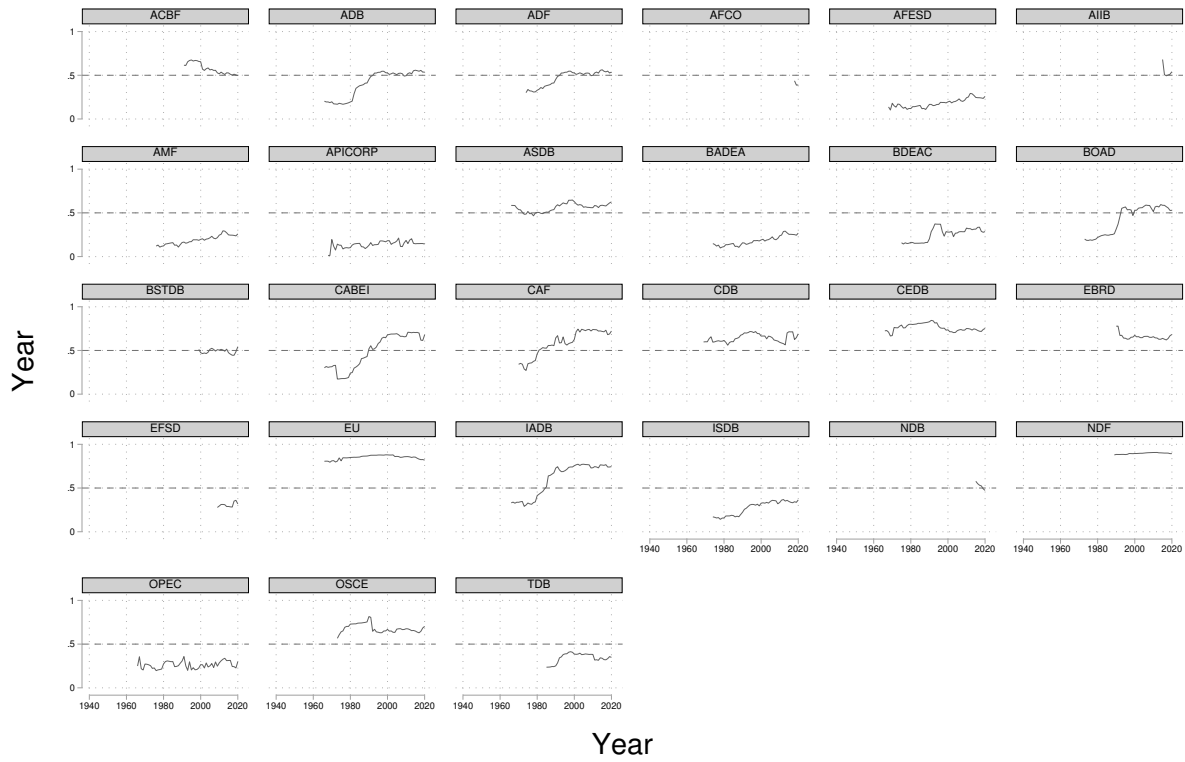 ACBF ADB ADF AFCO AFESD AIIB
1
.5
0
AMF APICORP ASDB BADEA BDEAC BOAD
1
.5
0
BSTDB CABEI CAF CDB CEDB EBRD
1
.5
0
EFSD EU IADB ISDB NDB NDF
1
.5
0
1940 1960 1980 2000 2020 1940 1960 1980 2000 2020 1940 1960 1980 2000 2020
OPEC OSCE TDB
1
.5
0
1940 1960 1980 2000 2020 1940 1960 1980 2000 2020 1940 1960 1980 2000 2020
Year
Year